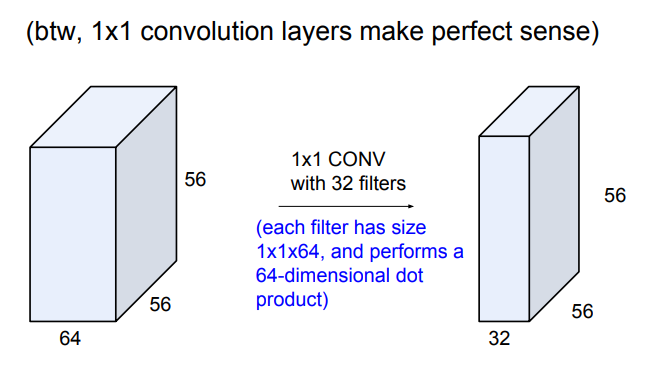 (btw, 1x1 convolution layers make perfect sense)
1x1 CONV
with 32 filters
(each filter has size
1x1x64, and performs a
64-dimensional dot
product)
56
56
64
56
56
32